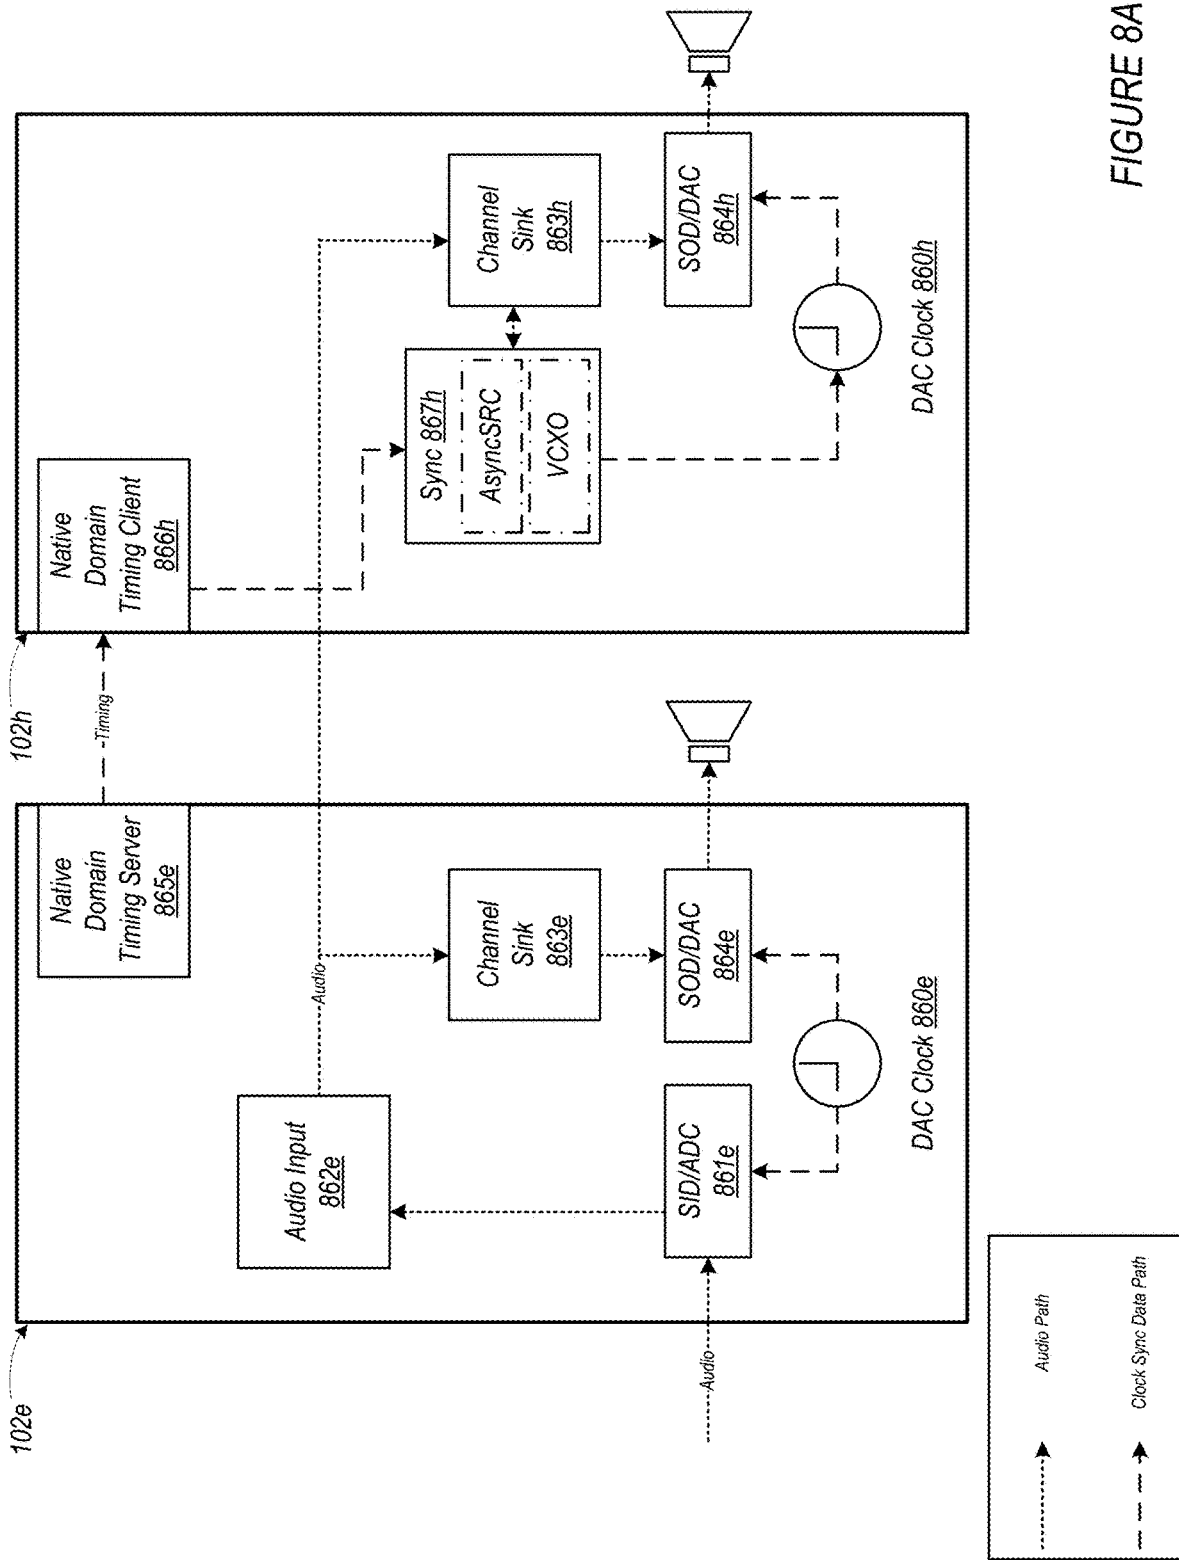 102e
Audio
Audio Input
862e
SID/ADC
861e
Audio
Native
Domain
Timing Server
865e
Channel
Sink
863e
SOD/DAC
864e
DAC Clock 860e
Timing
102h
Native
Domain
Timing Client
866h
Sync 867h
AsyncSRC
VCXO
Channel
Sink
863h
SOD/DAC
864h
DAC Clock 860h
Audio Path
Clock Sync Data Path
FIGURE 8A